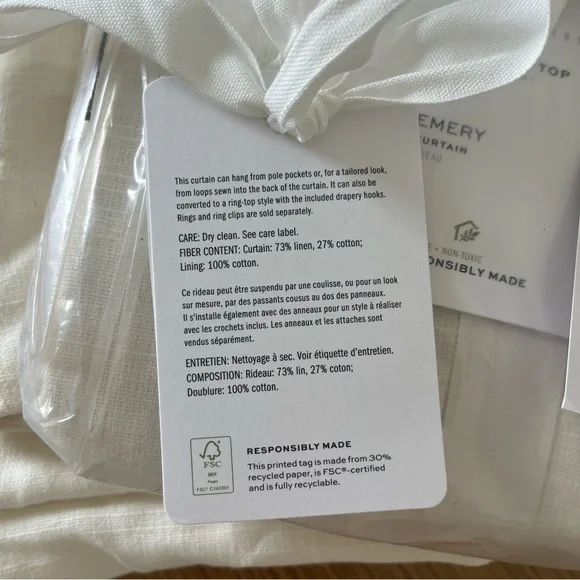 TOP
EMERY
CURTAIN
+ NON-TOXIC
ONSIBLY MADE
This curtain can hang from pole pockets or, for a tailored look,
from loops sewn into the back of the curtain. It can also be
converted to a ring-top style with the included drapery hooks.
Rings and ring clips are sold separately.
CARE: Dry clean. See care label.
FIBER CONTENT: Curtain: 73% linen, 27% cotton;
Lining: 100% cotton.
Ce rideau peut être suspendu par une coulisse, ou pour un look
sur mesure, par des passants cousus au dos des panneaux.
Il s'installe également avec des anneaux pour un style à réaliser
avec les crochets inclus. Les anneaux et les attaches sont
vendus séparément.
ENTRETIEN: Nettoyage à sec. Voir étiquette d'entretien.
COMPOSITION: Rideau: 73% lin, 27% coton;
Doublure: 100% coton.
FSC
MIX
Paper
FSC® C143591
RESPONSIBLY MADE
This printed tag is made from 30%
recycled paper, is FSC®-certified
and is fully recyclable.